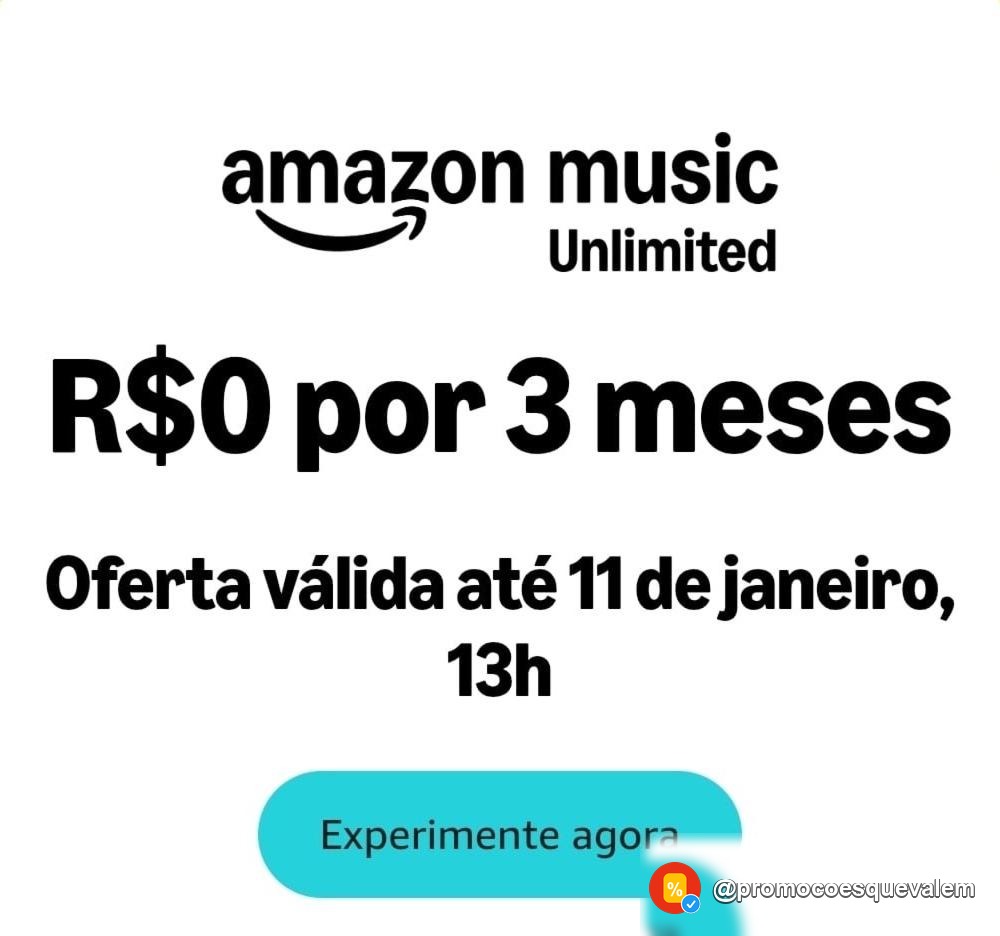 amazon music
Unlimited
R$0 por 3 meses
Oferta válida até 11 de janeiro,
13h
Experimente agora
%
@promocoesquevalem